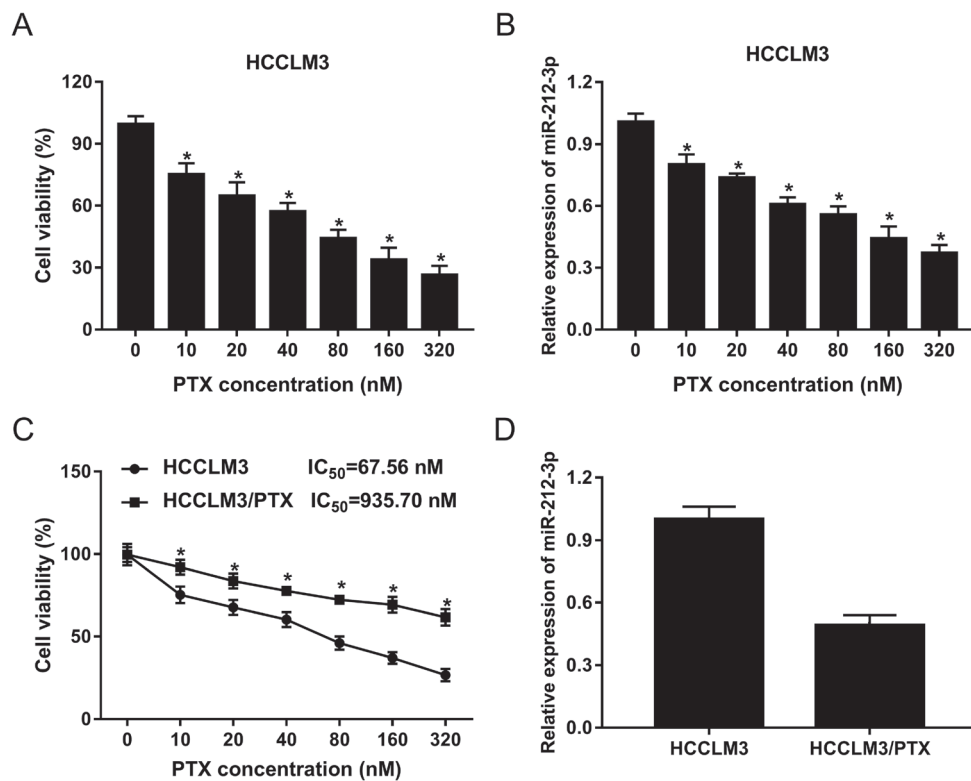 A
HCCLM3
Cell viability (%)
120
90
60
30
0
* * * * * *
0 10 20 40 80 160 320
PTX concentration (nM)
B
HCCLM3
Relative expression of miR-212-3p
1.2
0.9
0.6
0.3
0.0
* * * * * *
0 10 20 40 80 160 320
PTX concentration (nM)
C
Cell viability (%)
150
100
50
0
HCCLM3 IC50=67.56 nM
HCCLM3/PTX IC50=935.70 nM
* * * * * *
0 10 20 40 80 160 320
PTX concentration (nM)
D
Relative expression of miR-212-3p
1.2
0.9
0.6
0.3
0.0
HCCLM3 HCCLM3/PTX